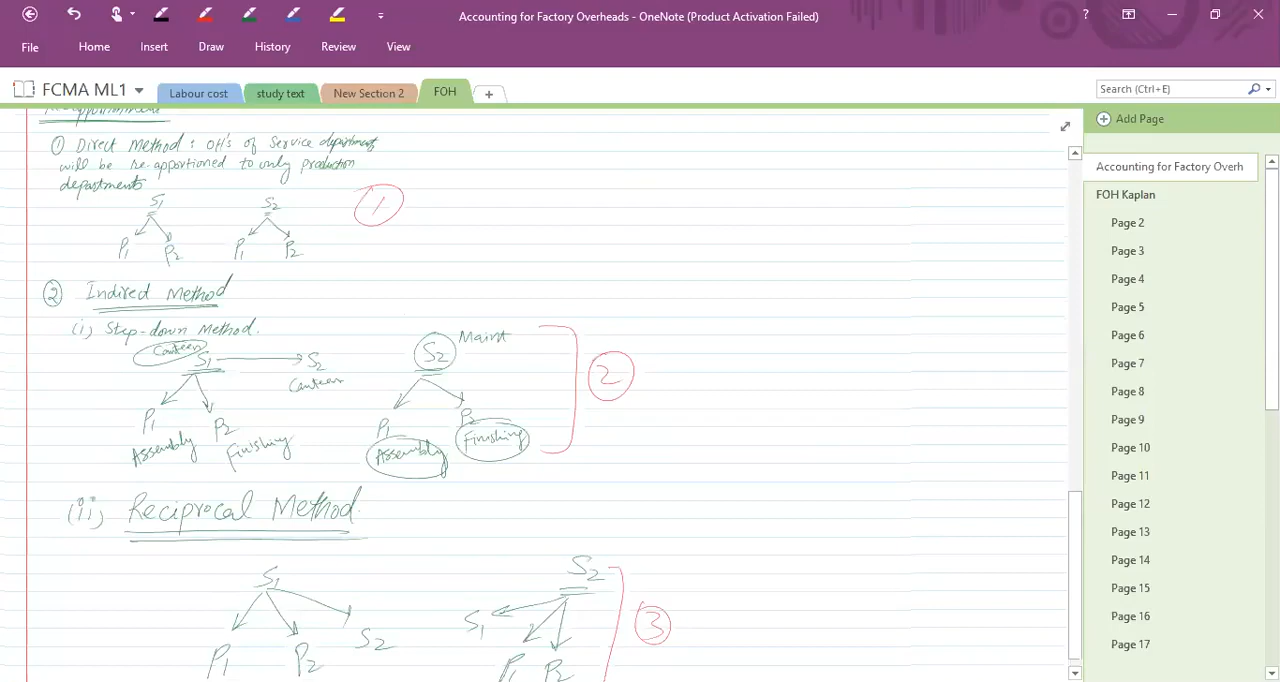 Accounting for Factory Overheads - OneNote (Product Activation Failed)
?
File Home Insert Draw History Review View
FCMA ML1
Labour cost study text New Section 2 FOH +
Search (Ctrl+E)
Add Page
Accounting for Factory Overh
FOH Kaplan
Page 2
Page 3
Page 4
Page 5
Page 6
Page 7
Page 8
Page 9
Page 10
Page 11
Page 12
Page 13
Page 14
Page 15
Page 16
Page 17
① Direct Method: OH's of Service departments
will be re-apportioned to only production
departments
S1 S2
P1 P2 P1 P2
1
② Indirect Method
(i) Step-down Method.
Canteen S1 S2 Canteen
P1 P2
Assembly Finishing
S2 Maint
P1 P2
Assembly Finishing
2
(ii) Reciprocal Method.
S1 S2
P1 P2 S2
S1 P1 P2
3